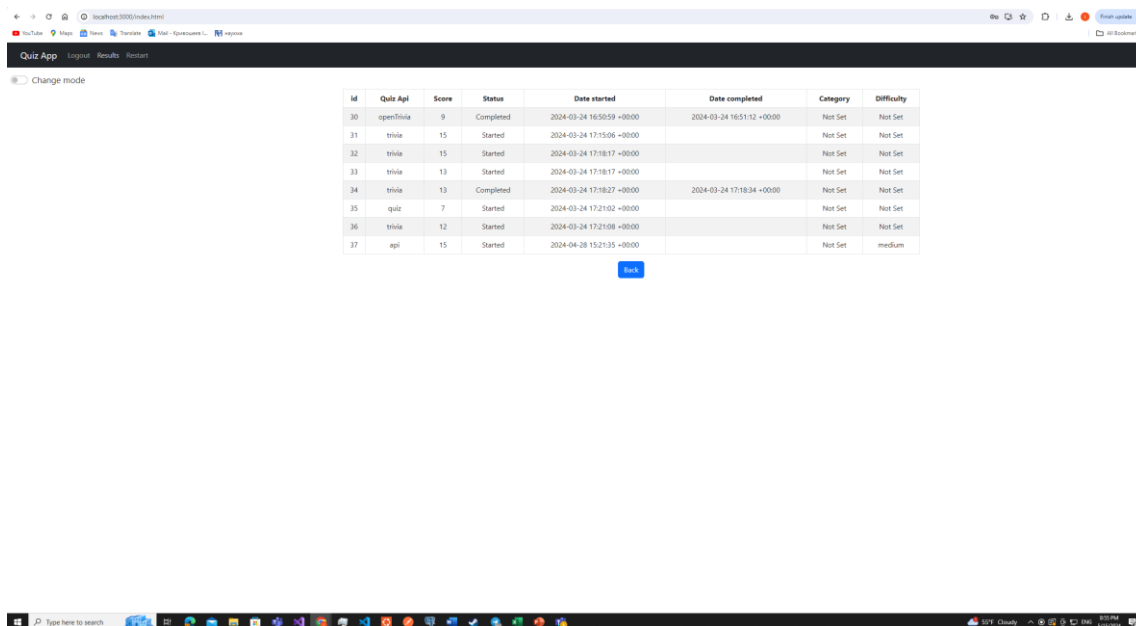 localhost:3000/index.html
Finish update
YouTube Maps News Translate Mail - Кривошеев І... наукма
All Bookmar
Quiz App Logout Results Restart
Change mode
id Quiz Api Score Status Date started Date completed Category Difficulty
30 openTrivia 9 Completed 2024-03-24 16:50:59 +00:00 2024-03-24 16:51:12 +00:00 Not Set Not Set
31 trivia 15 Started 2024-03-24 17:15:06 +00:00 Not Set Not Set
32 trivia 15 Started 2024-03-24 17:18:17 +00:00 Not Set Not Set
33 trivia 13 Started 2024-03-24 17:18:17 +00:00 Not Set Not Set
34 trivia 13 Completed 2024-03-24 17:18:27 +00:00 2024-03-24 17:18:34 +00:00 Not Set Not Set
35 quiz 7 Started 2024-03-24 17:21:02 +00:00 Not Set Not Set
36 trivia 12 Started 2024-03-24 17:21:08 +00:00 Not Set Not Set
37 api 15 Started 2024-04-28 15:21:35 +00:00 Not Set medium
Back
Type here to search
55°F Cloudy ENG 8:55 PM